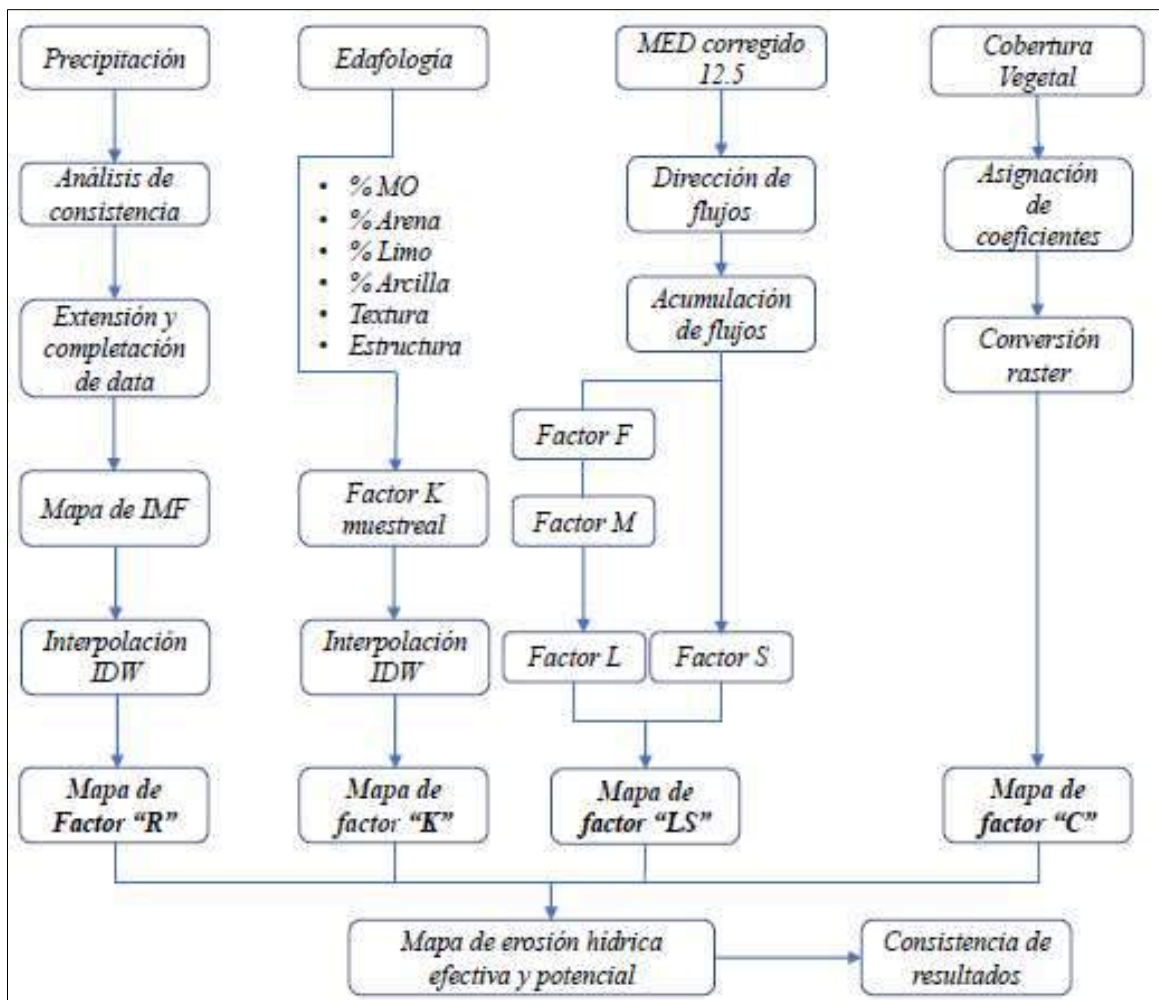 Precipitación
Análisis de
consistencia
Extensión y
completación
de data
Mapa de IMF
Interpolación
IDW
Mapa de
Factor “R”
Edafología
• % MO
• % Arena
• % Limo
• % Arcilla
• Textura
• Estructura
Factor K
muestreal
Interpolación
IDW
Mapa de
factor “K”
MED corregido
12.5
Dirección de
flujos
Acumulación
de flujos
Factor F
Factor M
Factor L
Factor S
Mapa de
factor “LS”
Cobertura
Vegetal
Asignación
de
coeficientes
Conversión
raster
Mapa de
factor “C”
Mapa de erosión hídrica
efectiva y potencial
Consistencia de
resultados